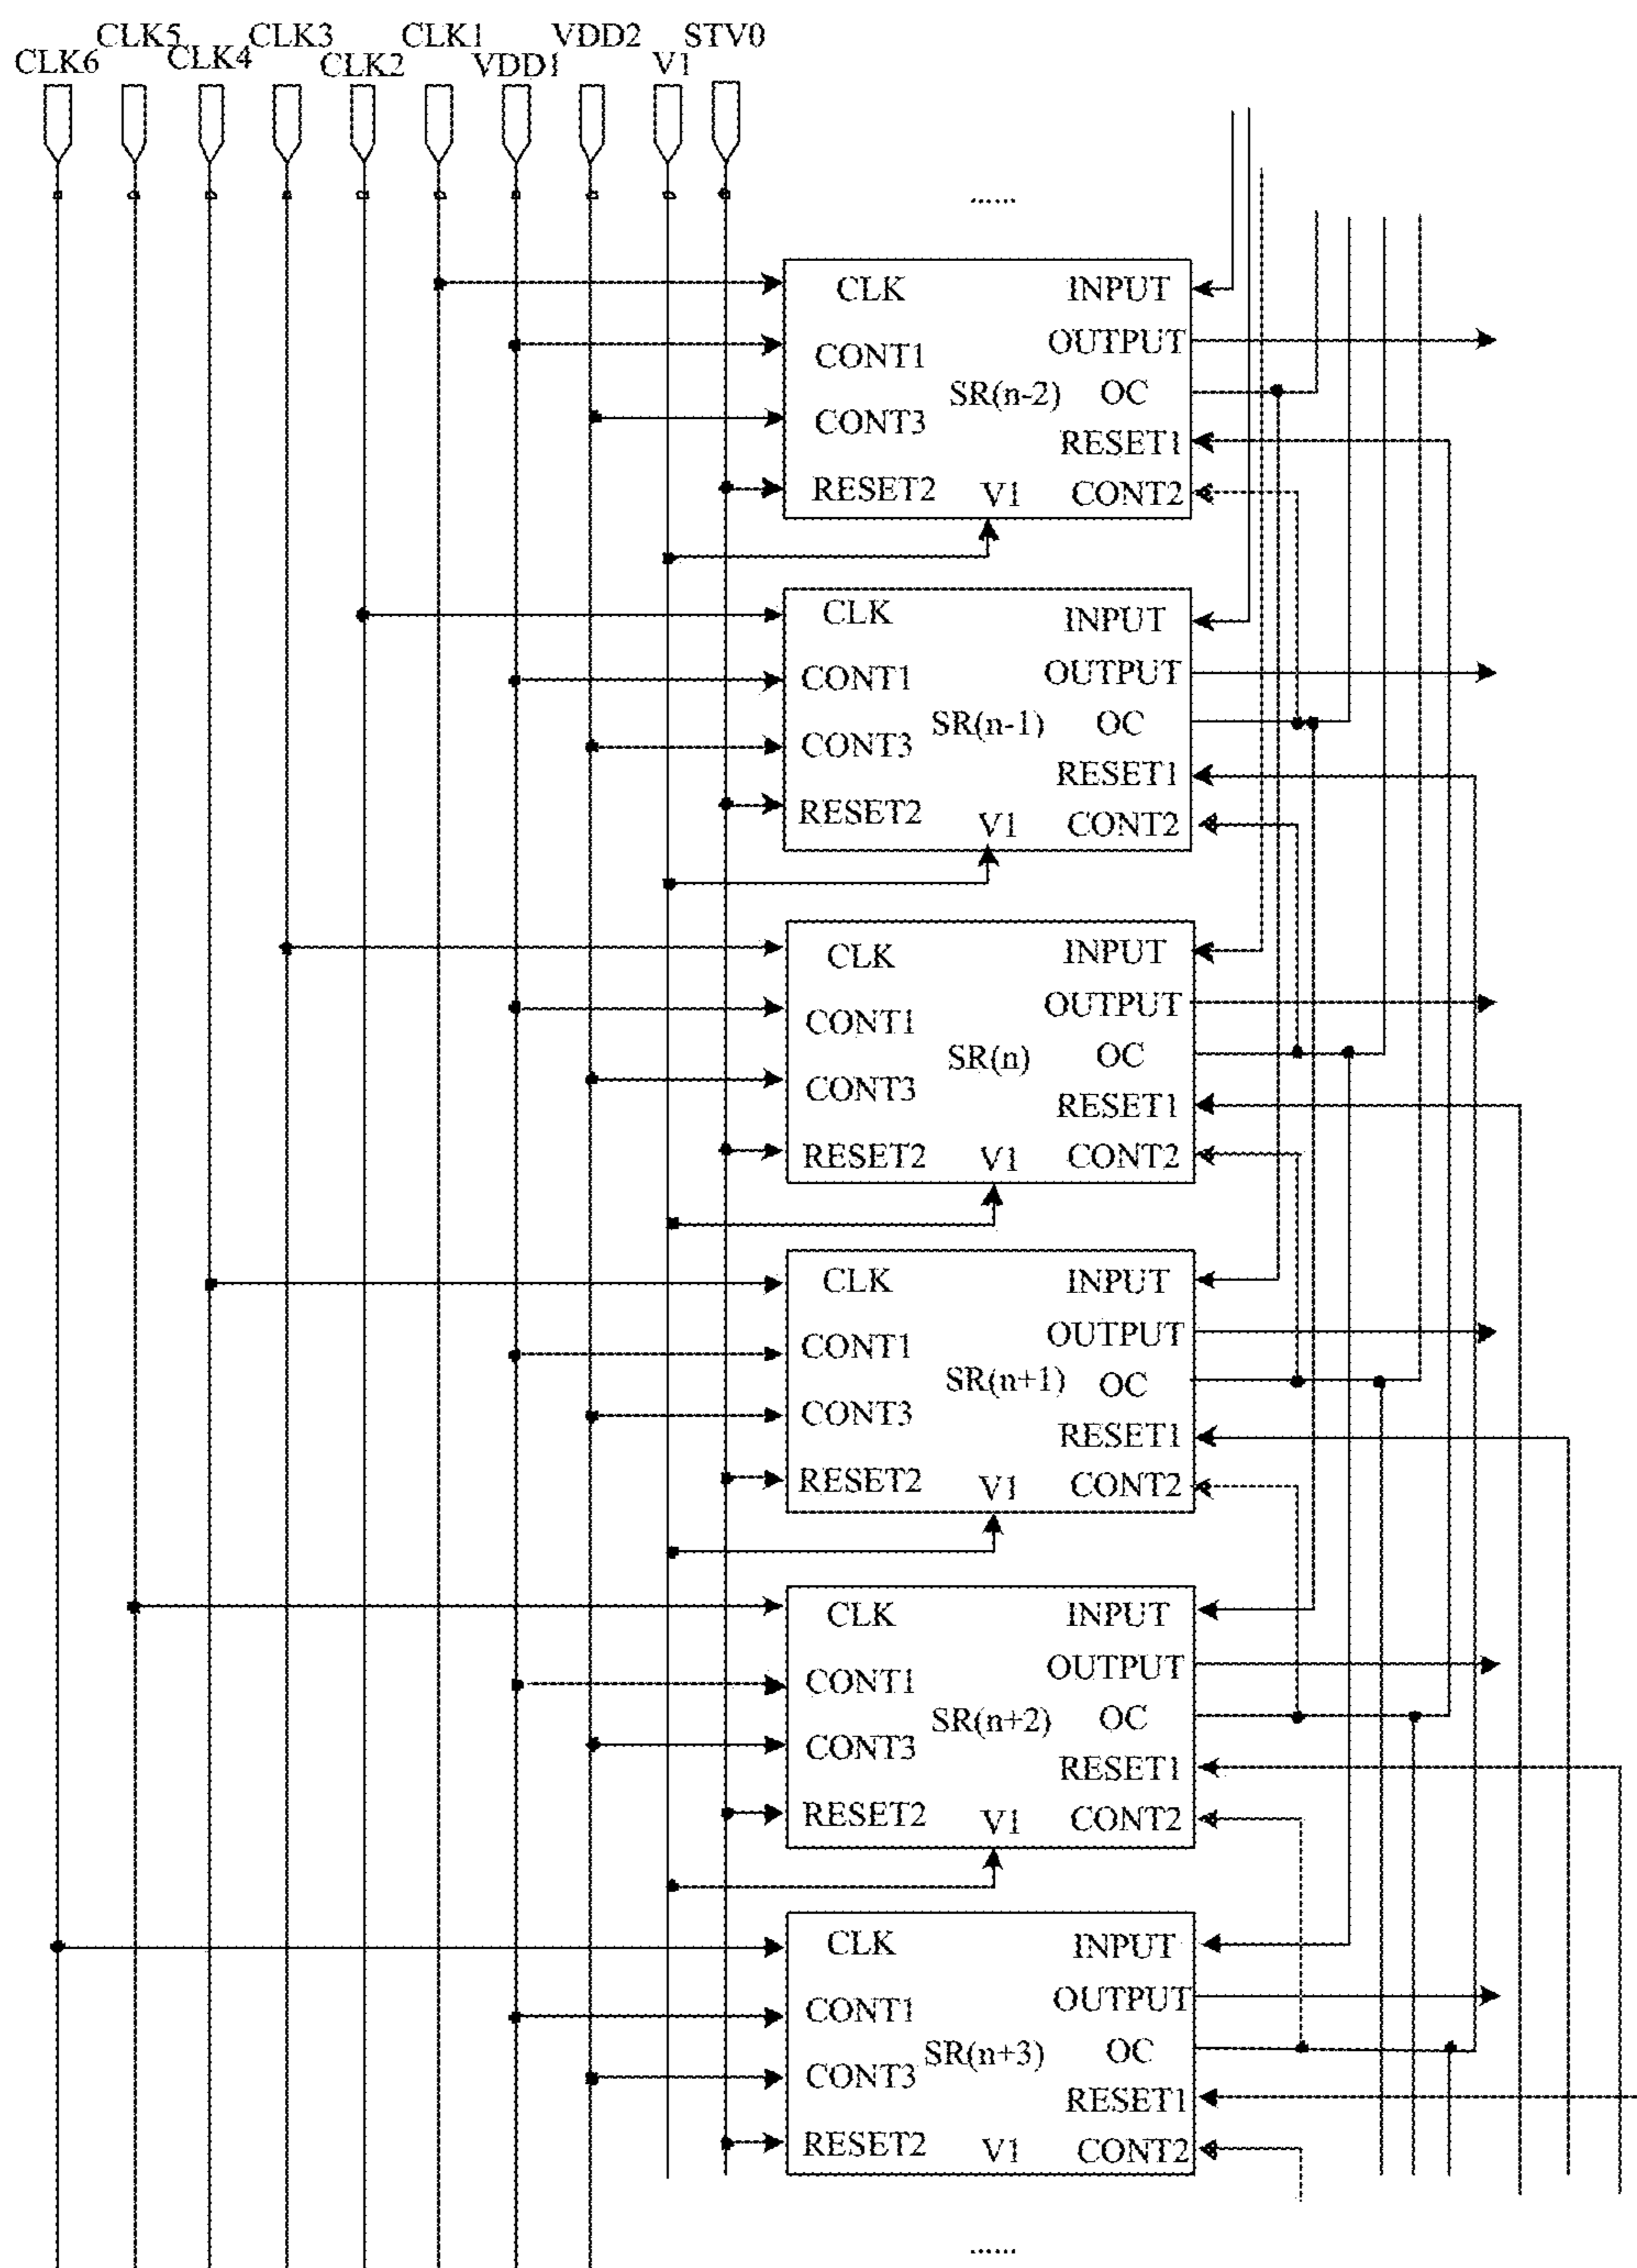 CLK6 CLK5 CLK4 CLK3 CLK2 CLK1 VDD1 VDD2 V1 STV0
......
CLK INPUT
OUTPUT
CONT1
SR(n-2) OC
CONT3
RESET1
RESET2 V1 CONT2
CLK INPUT
OUTPUT
CONT1
SR(n-1) OC
CONT3
RESET1
RESET2 V1 CONT2
CLK INPUT
OUTPUT
CONT1
SR(n) OC
CONT3
RESET1
RESET2 V1 CONT2
CLK INPUT
OUTPUT
CONT1
SR(n+1) OC
CONT3
RESET1
RESET2 V1 CONT2
CLK INPUT
OUTPUT
CONT1
SR(n+2) OC
CONT3
RESET1
RESET2 V1 CONT2
CLK INPUT
OUTPUT
CONT1
SR(n+3) OC
CONT3
RESET1
RESET2 V1 CONT2
......